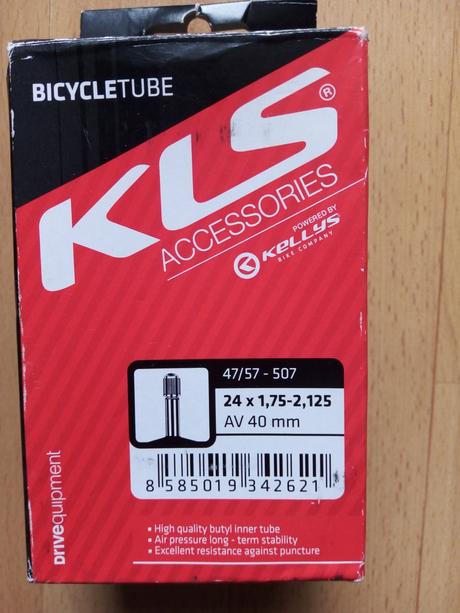 BICYCLETUBE
KLS®
ACCESSORIES
POWERED BY
KELLYS
BIKE COMPANY
47/57 - 507
24 x 1,75-2,125
AV 40 mm
8 585019 342621
DRIVEquipment
• High quality butyl inner tube
• Air pressure long - term stability
• Excellent resistance against puncture